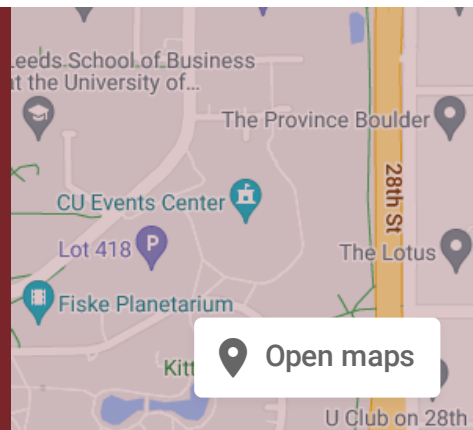 Leeds School of Business
at the University of...
The Province Boulder
28th St
CU Events Center
Lot 418 P
The Lotus
Fiske Planetarium
Kitt
Open maps
U Club on 28th